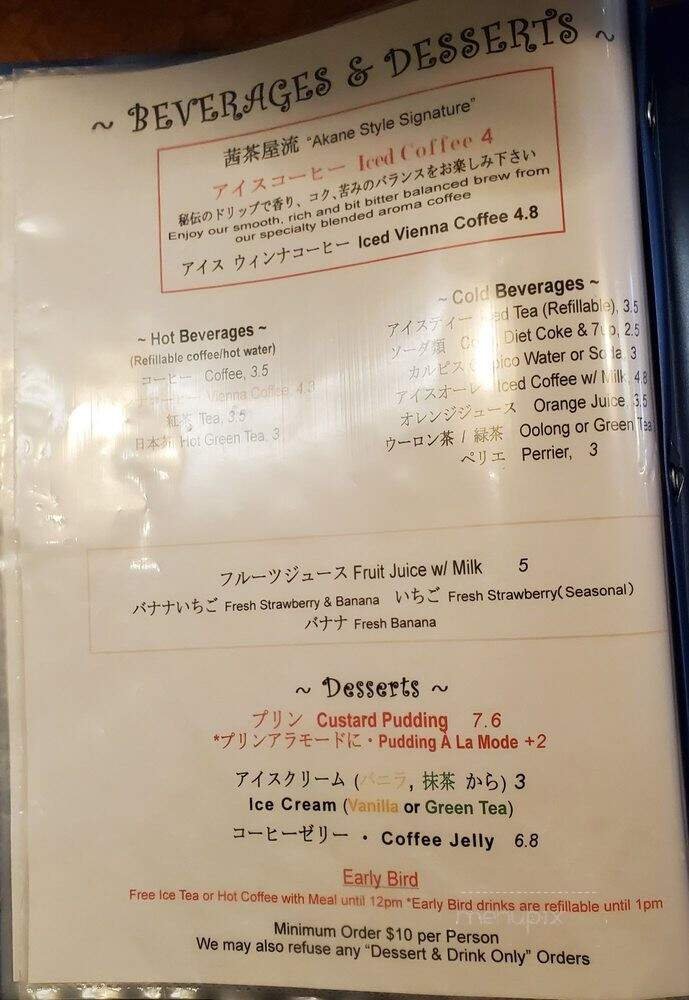 ~ BEVERAGES & DESSERTS ~
茜茶屋流 "Akane Style Signature"
アイスコーヒー Iced Coffee 4
秘伝のドリップで香り、コク、苦みのバランスをお楽しみ下さい
Enjoy our smooth, rich and bit bitter balanced brew from
our specialty blended aroma coffee
アイス ウィンナコーヒー Iced Vienna Coffee 4.8
~ Hot Beverages ~
(Refillable coffee/hot water)
コーヒー Coffee, 3.5
Vienna Coffee 4.3
紅茶 Tea, 3.5
日本茶 Hot Green Tea, 3
~ Cold Beverages ~
アイスティー Tea (Refillable), 3.5
ソーダ類 Diet Coke & 7up, 2.5
カルピス Water or Soda, 3
アイスオーレ Iced Coffee w/ Milk, 4.8
オレンジジュース Orange Juice, 3.5
ウーロン茶 / 緑茶 Oolong or Green Tea
ペリエ Perrier, 3
フルーツジュース Fruit Juice w/ Milk 5
バナナいちご Fresh Strawberry & Banana いちご Fresh Strawberry(Seasonal)
バナナ Fresh Banana
~ Desserts ~
プリン Custard Pudding 7.6
*プリンアラモードに・Pudding À La Mode +2
アイスクリーム (バニラ, 抹茶 から) 3
Ice Cream (Vanilla or Green Tea)
コーヒーゼリー ・ Coffee Jelly 6.8
Early Bird
Free Ice Tea or Hot Coffee with Meal until 12pm *Early Bird drinks are refillable until 1pm
menupix
Minimum Order $10 per Person
We may also refuse any "Dessert & Drink Only" Orders